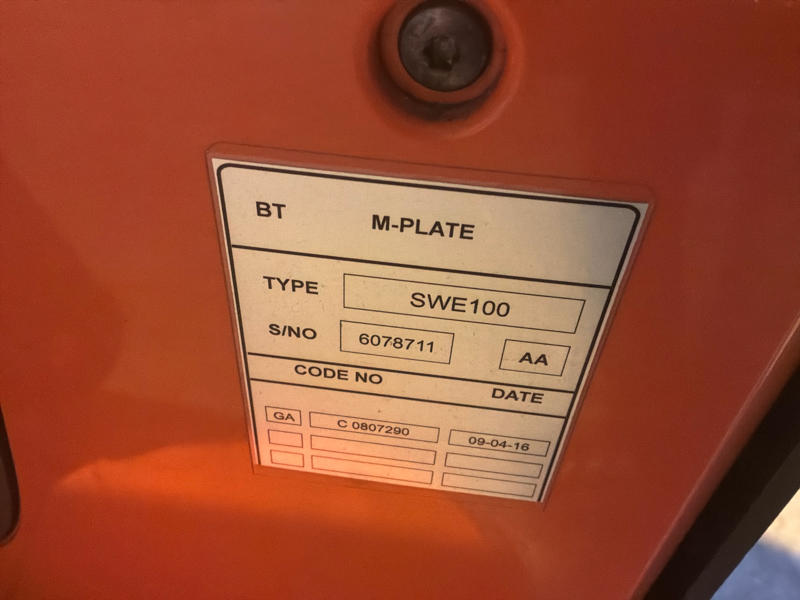 BT M-PLATE
TYPE SWE100
S/NO 6078711 AA
CODE NO DATE
GA C 0807290 09-04-16